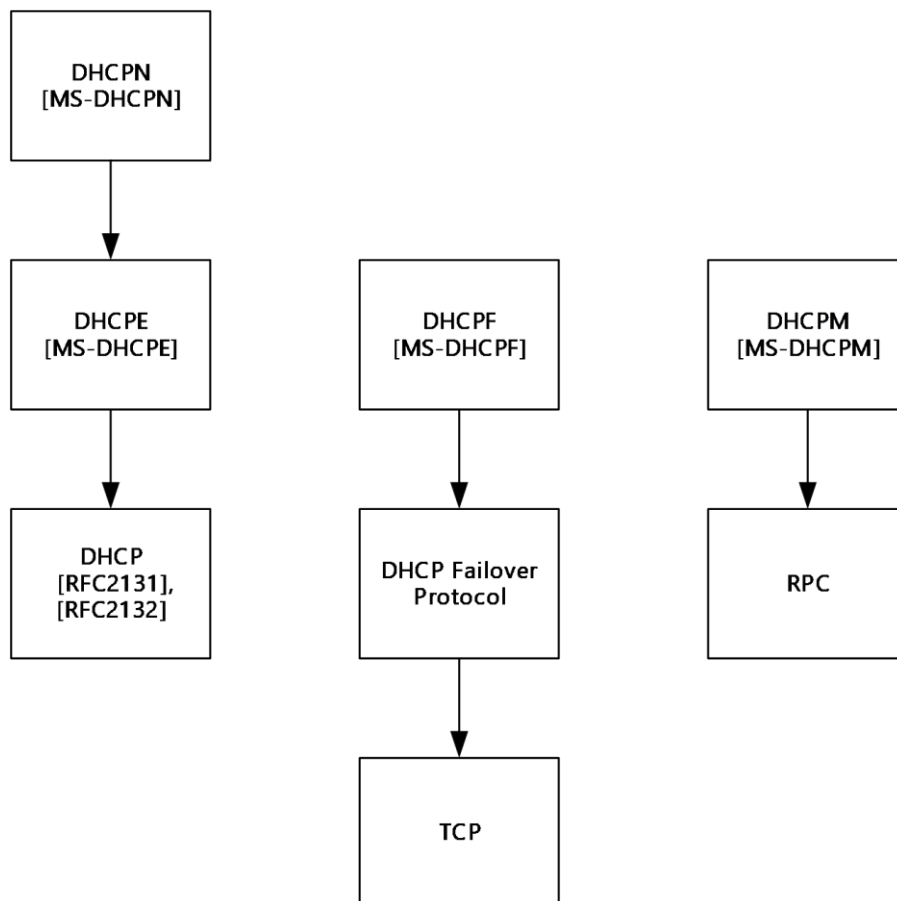 DHCPN
[MS-DHCPN]
DHCPE
[MS-DHCPE]
DHCPF
[MS-DHCPF]
DHCPM
[MS-DHCPM]
DHCP
[RFC2131],
[RFC2132]
DHCP Failover
Protocol
RPC
TCP